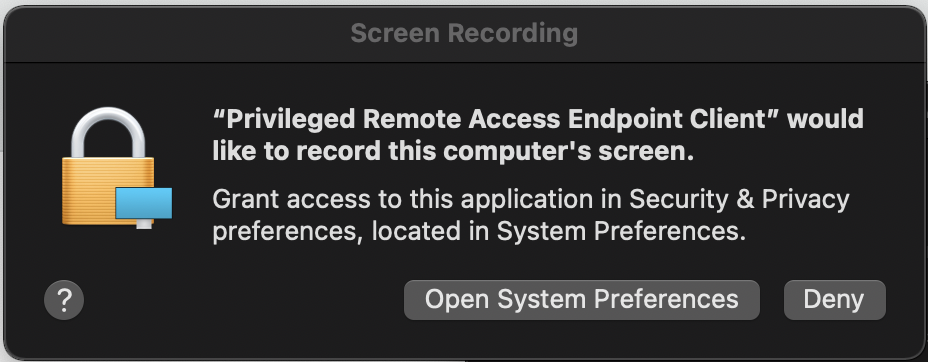 Screen Recording
“Privileged Remote Access Endpoint Client” would
like to record this computer's screen.
Grant access to this application in Security & Privacy
preferences, located in System Preferences.
?
Open System Preferences
Deny